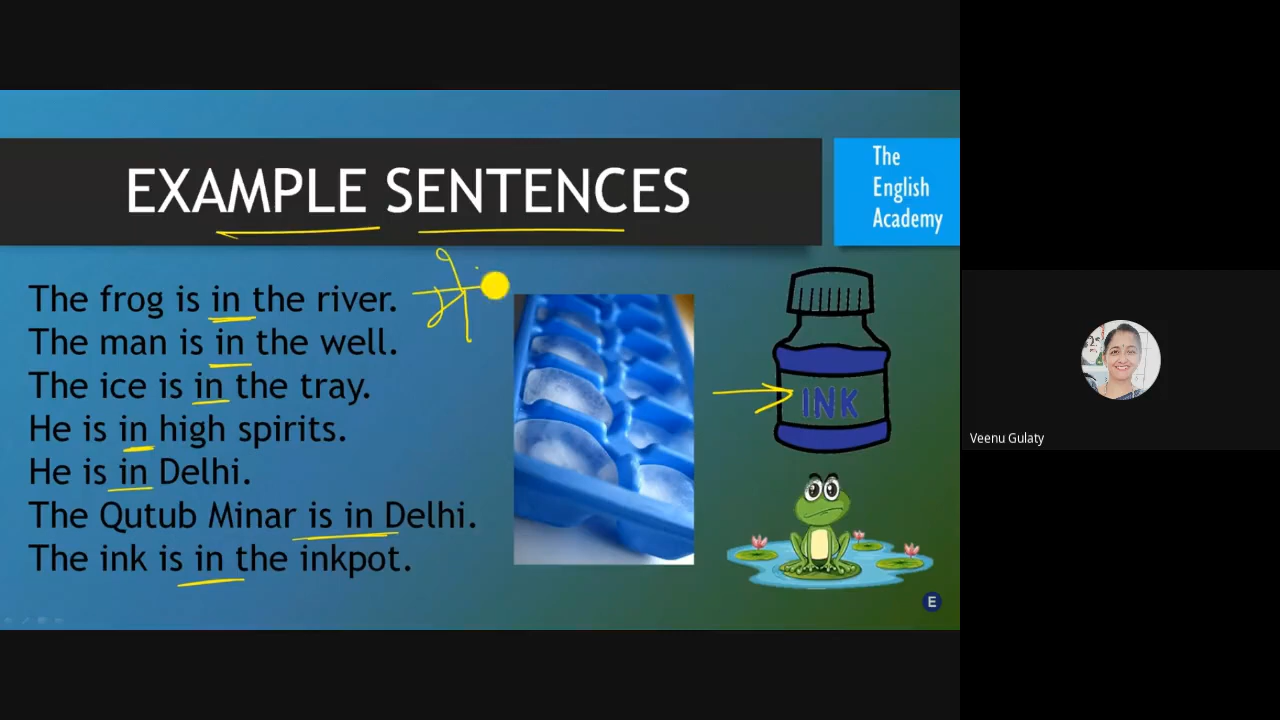 EXAMPLE SENTENCES
The
English
Academy
The frog is in the river.
The man is in the well.
The ice is in the tray.
He is in high spirits.
He is in Delhi.
The Qutub Minar is in Delhi.
The ink is in the inkpot.
INK
E
Veenu Gulaty